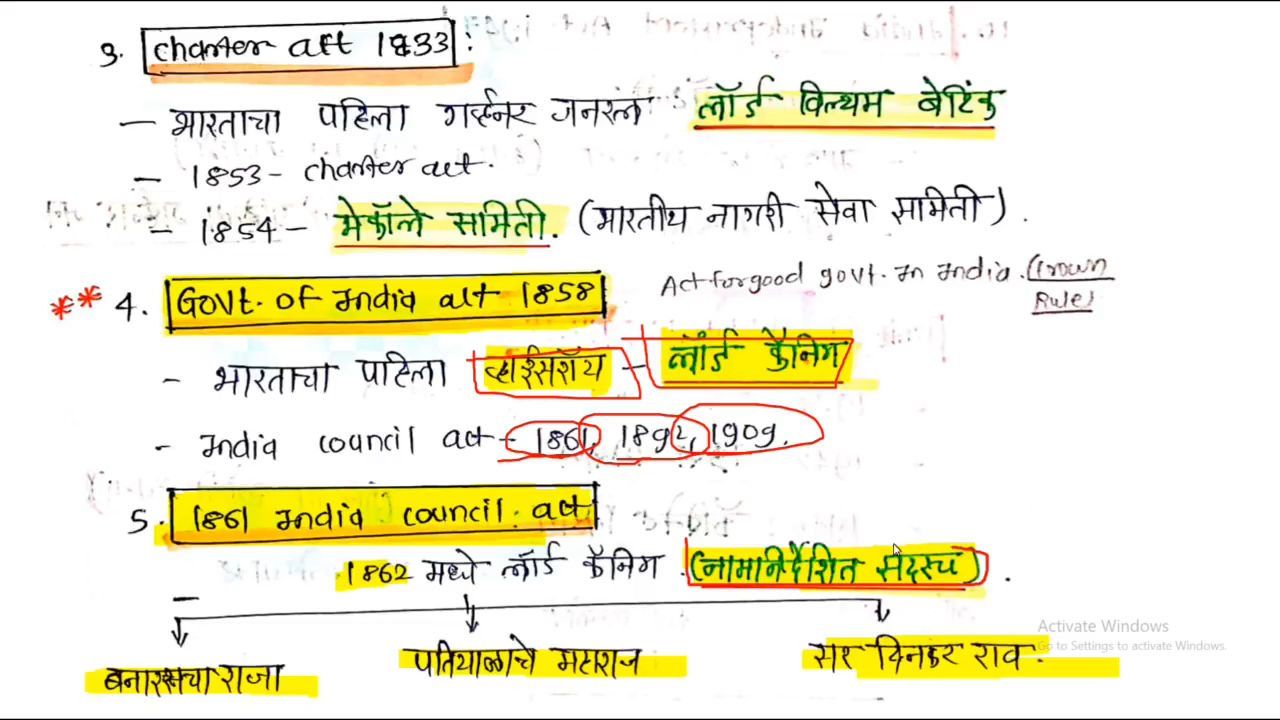 3. charter act 1833 :
– भारताचा पहिला गर्व्हनर जनरल लॉर्ड विल्यम बेटिंक
– 1853 - charter act.
– 1854 - मेकॉले समिती. (भारतीय नागरी सेवा समिती).
** 4. Govt. of India act 1858 - Act for good govt. In India. (Crown Rule)
– भारताचा पहिला व्हाईसरॉय - लॉर्ड कॅनिंग
– India council act - 1861, 1892, 1909.
5. 1861 India council act
1862 मध्ये लॉर्ड कॅनिंग (नामनिर्देशित सदस्य).
बनारसचा राजा पतियाळाचे महाराज सर दिनकर राव.
Activate Windows
Go to Settings to activate Windows.